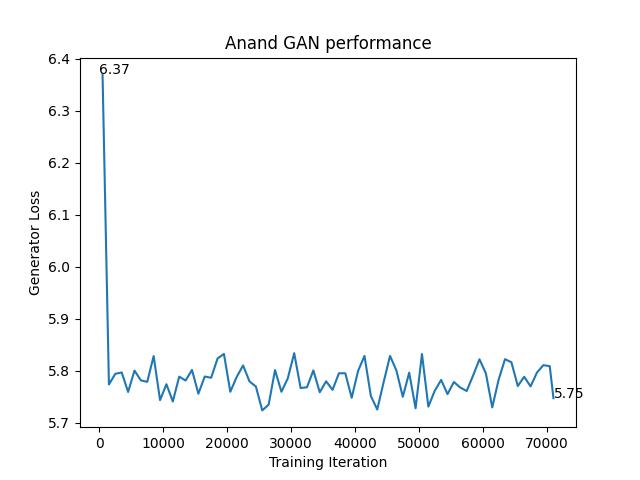 Anand GAN performance
6.37
5.75
6.4
6.3
6.2
6.1
6.0
5.9
5.8
5.7
Generator Loss
0 10000 20000 30000 40000 50000 60000 70000
Training Iteration